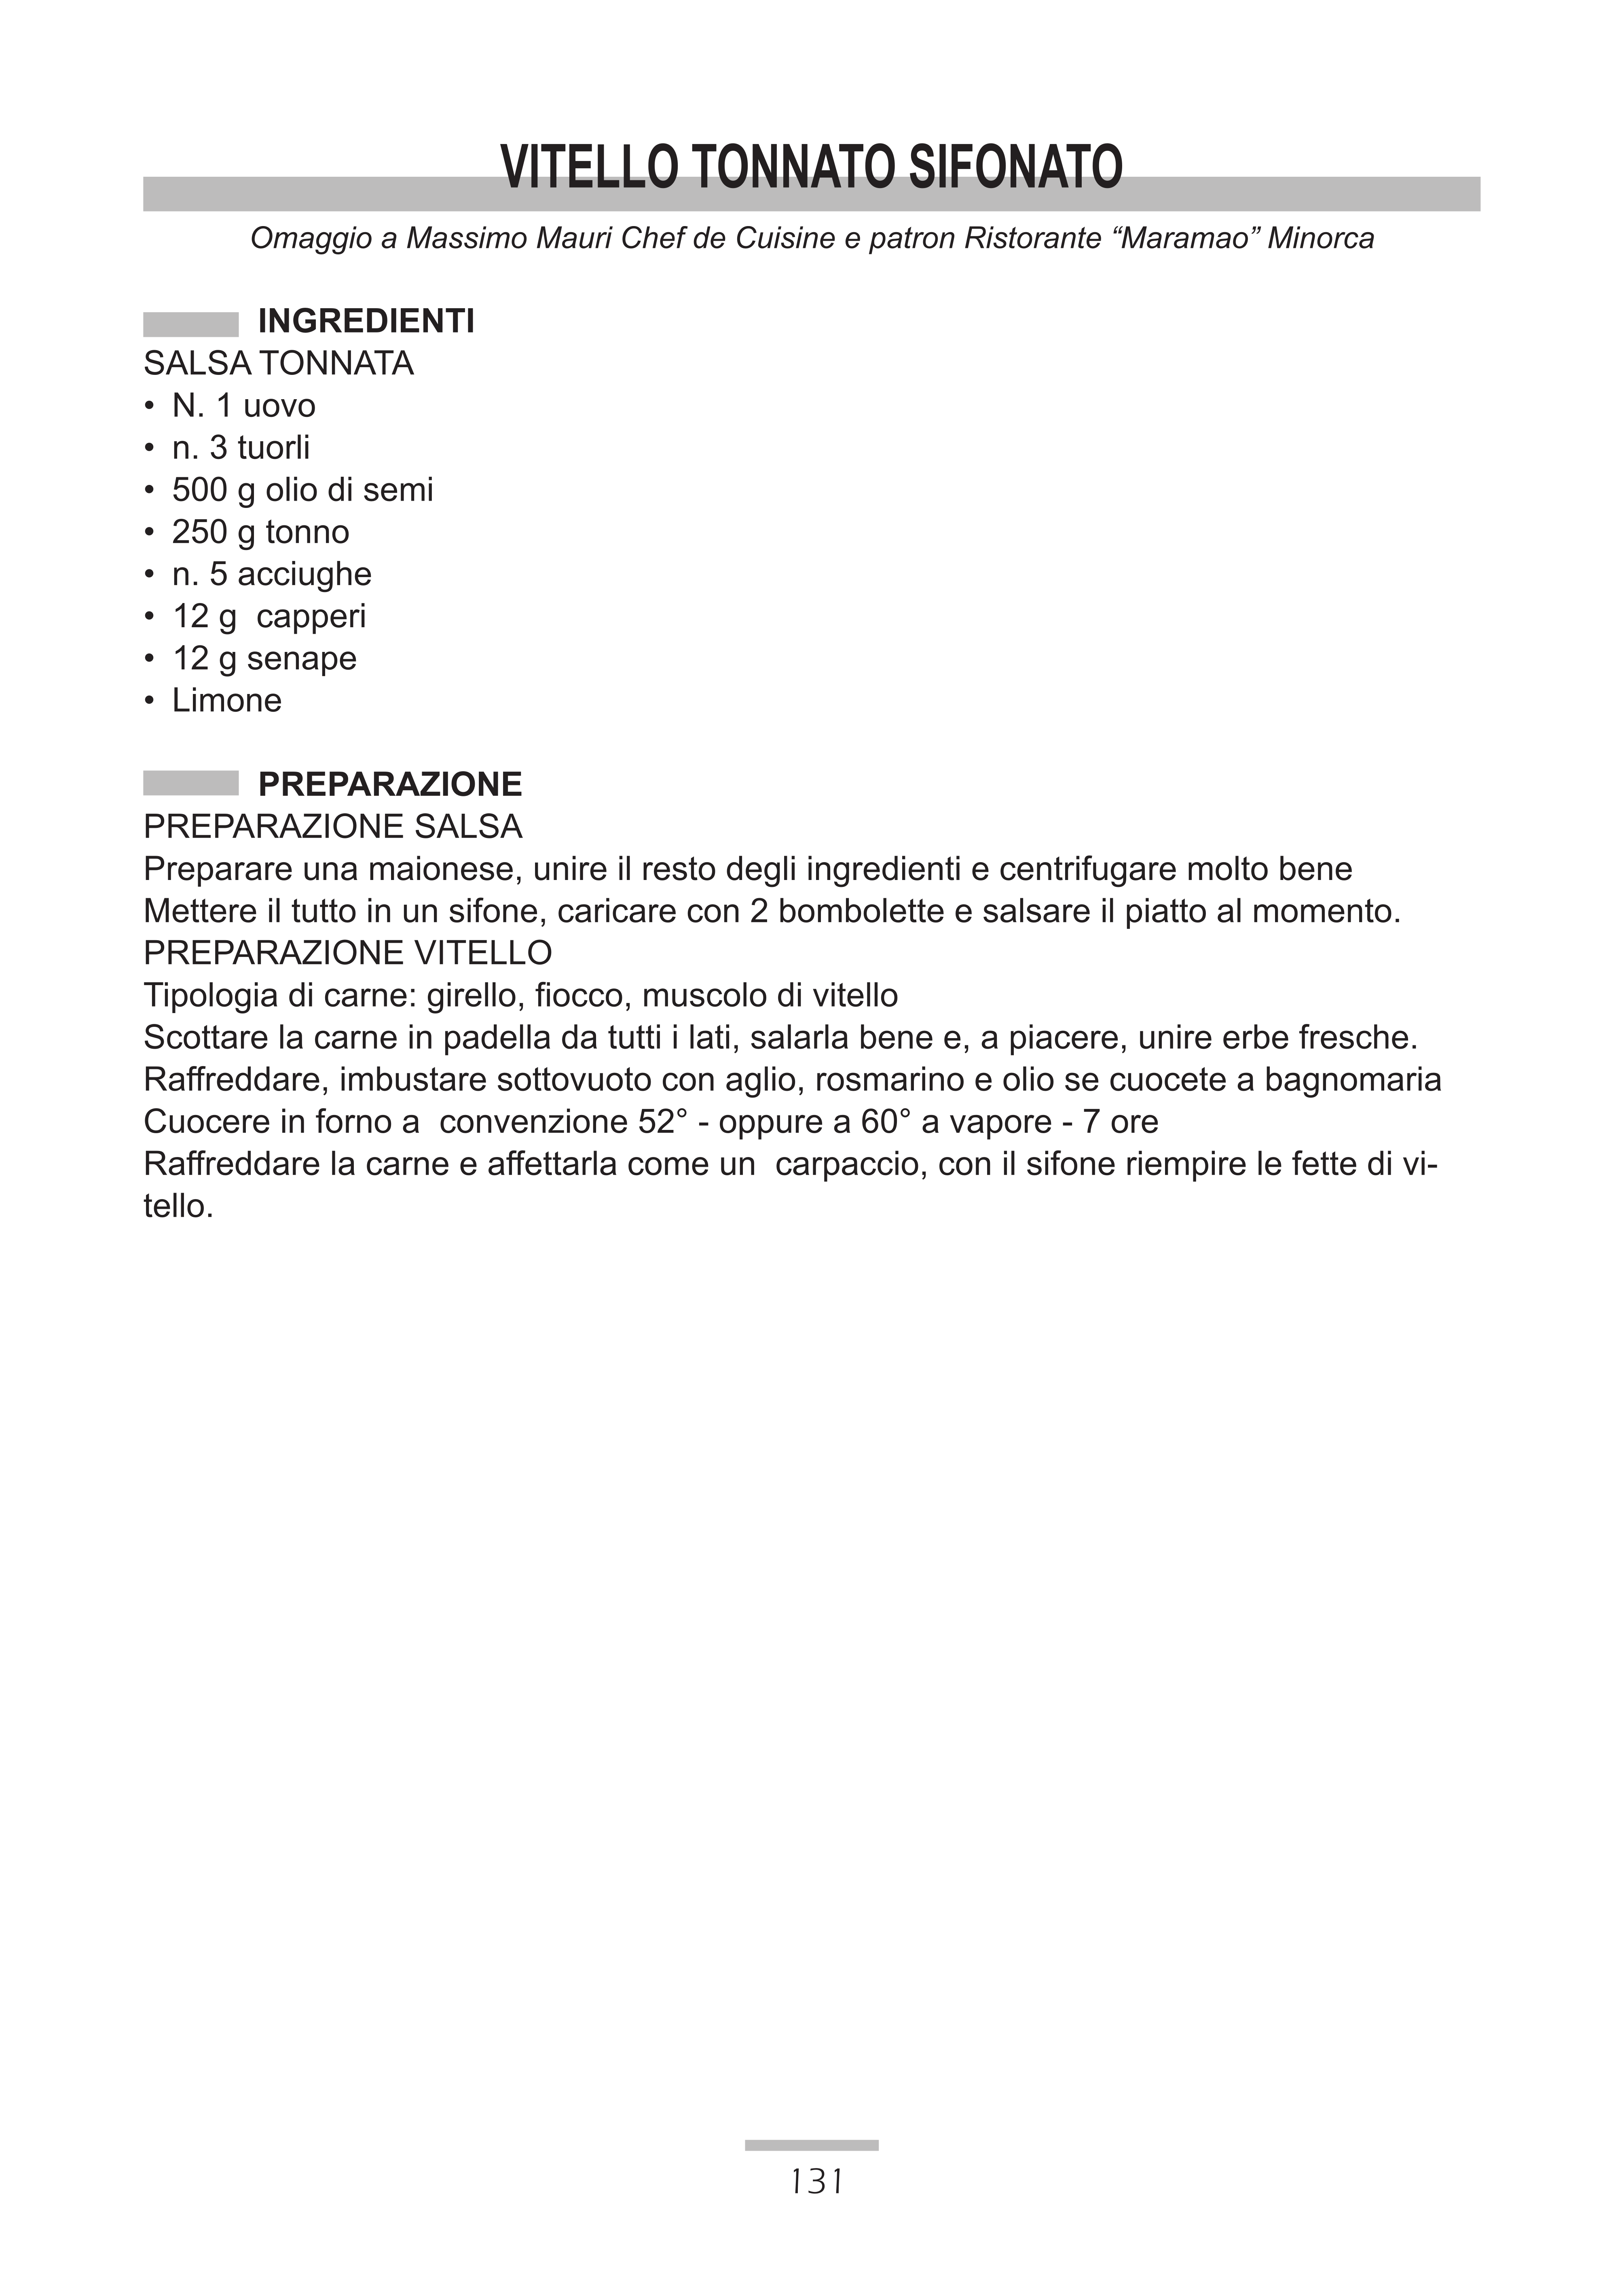 VITELLO TONNATO SIFONATO
Omaggio a Massimo Mauri Chef de Cuisine e patron Ristorante “Maramao” Minorca
INGREDIENTI
SALSA TONNATA
• N. 1 uovo
• n. 3 tuorli
• 500 g olio di semi
• 250 g tonno
• n. 5 acciughe
• 12 g  capperi
• 12 g senape
• Limone
PREPARAZIONE
PREPARAZIONE SALSA
Preparare una maionese, unire il resto degli ingredienti e centrifugare molto bene
Mettere il tutto in un sifone, caricare con 2 bombolette e salsare il piatto al momento.
PREPARAZIONE VITELLO
Tipologia di carne: girello, fiocco, muscolo di vitello
Scottare la carne in padella da tutti i lati, salarla bene e, a piacere, unire erbe fresche.
Raffreddare, imbustare sottovuoto con aglio, rosmarino e olio se cuocete a bagnomaria
Cuocere in forno a  convenzione 52° - oppure a 60° a vapore - 7 ore
Raffreddare la carne e affettarla come un  carpaccio, con il sifone riempire le fette di vi-
tello.
131